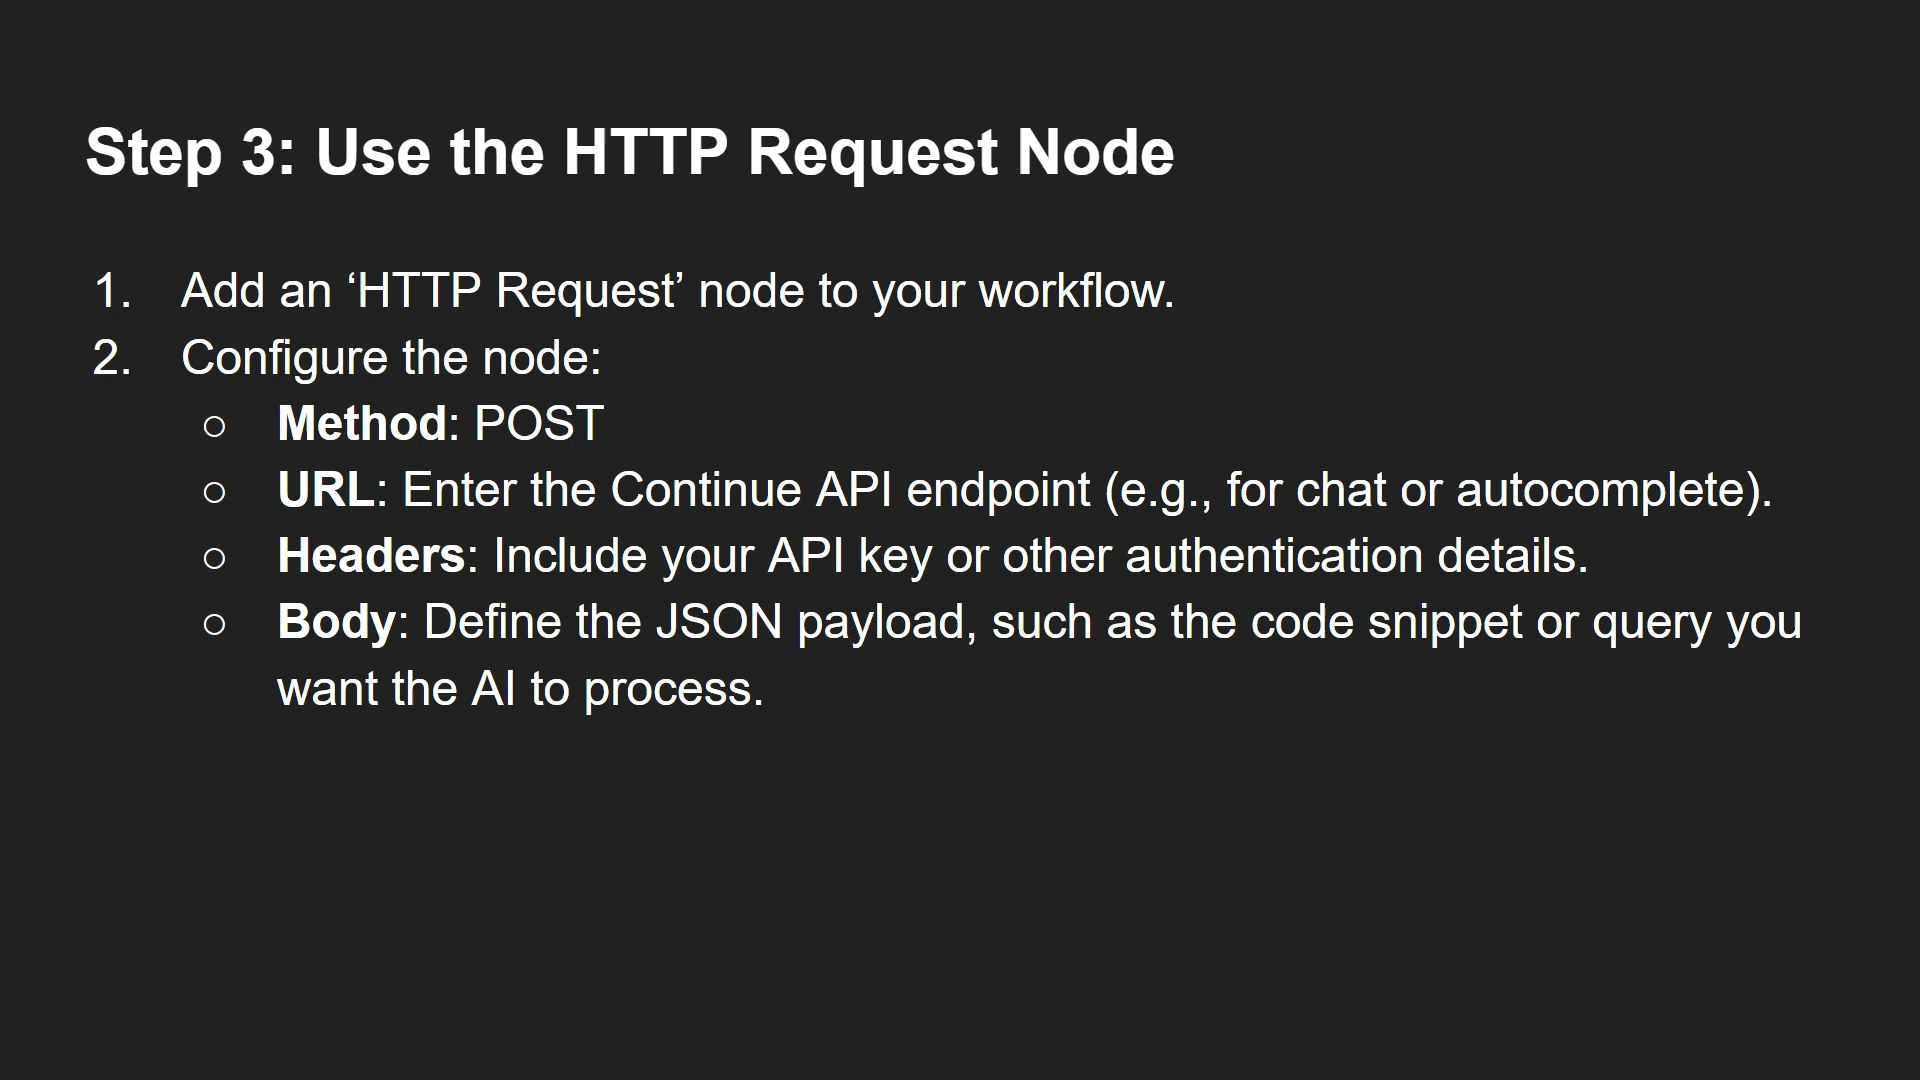 Step 3: Use the HTTP Request Node
1. Add an ‘HTTP Request’ node to your workflow.
2. Configure the node:
○ Method: POST
○ URL: Enter the Continue API endpoint (e.g., for chat or autocomplete).
○ Headers: Include your API key or other authentication details.
○ Body: Define the JSON payload, such as the code snippet or query you
want the AI to process.